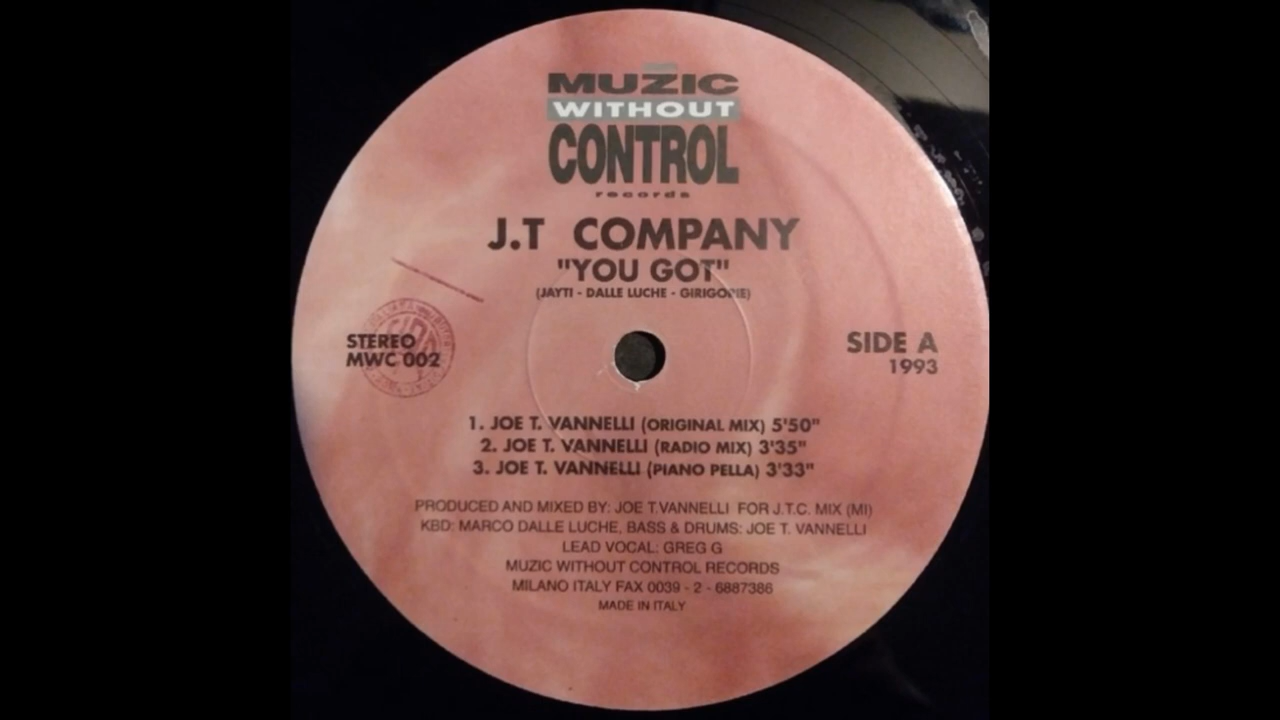 MUZIC
WITHOUT
CONTROL
records
J.T COMPANY
"YOU GOT"
(JAYTI - DALLE LUCHE - GIRIGORIE)
STEREO
MWC 002
SIDE A
1993
1. JOE T. VANNELLI (ORIGINAL MIX) 5'50"
2. JOE T. VANNELLI (RADIO MIX) 3'35"
3. JOE T. VANNELLI (PIANO PELLA) 3'33"
PRODUCED AND MIXED BY: JOE T.VANNELLI FOR J.T.C. MIX (MI)
KBD: MARCO DALLE LUCHE, BASS & DRUMS: JOE T. VANNELLI
LEAD VOCAL: GREG G
MUZIC WITHOUT CONTROL RECORDS
MILANO ITALY FAX 0039 - 2 - 6887386
MADE IN ITALY